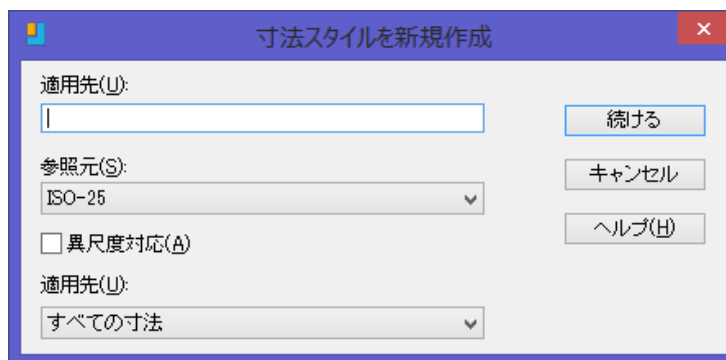 寸法スタイルを新規作成
適用先(U):
続ける
参照元(S):
ISO-25
キャンセル
異尺度対応(A)
ヘルプ(H)
適用先(U):
すべての寸法